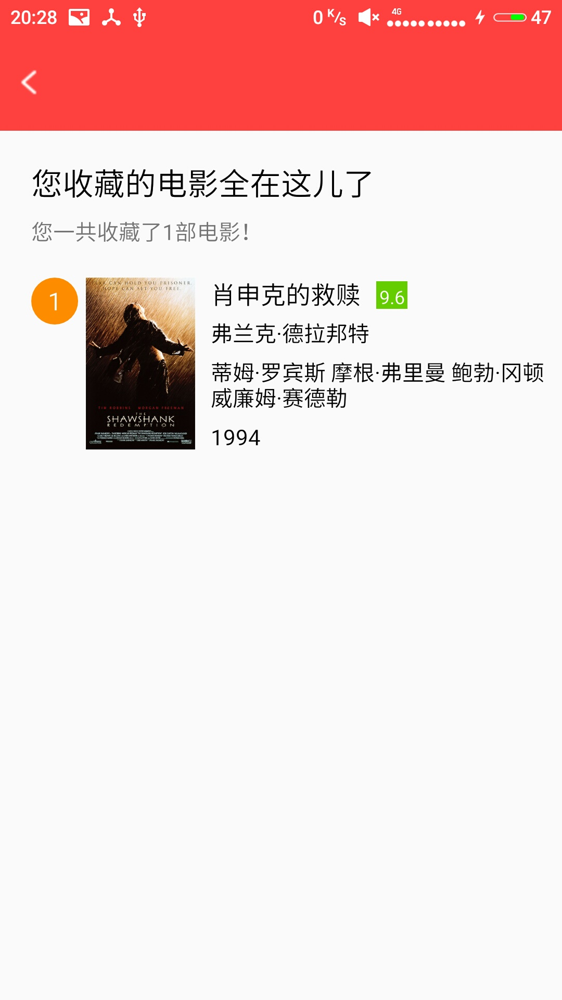 20:28
0 K/s
4G
47
您收藏的电影全在这儿了
您一共收藏了1部电影!
1
FEAR CAN HOLD YOU PRISONER.
HOPE CAN SET YOU FREE.
TIM ROBBINS MORGAN FREEMAN
THE
SHAWSHANK
REDEMPTION
肖申克的救赎 9.6
弗兰克·德拉邦特
蒂姆·罗宾斯 摩根·弗里曼 鲍勃·冈顿
威廉姆·赛德勒
1994